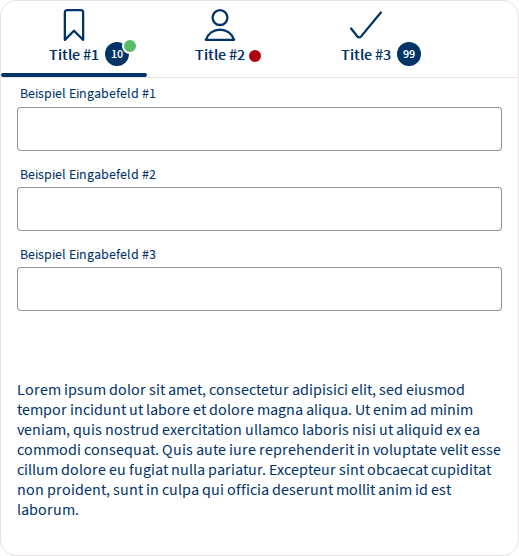 Title #1 10 Title #2 Title #3 99
Beispiel Eingabefeld #1
Beispiel Eingabefeld #2
Beispiel Eingabefeld #3
Lorem ipsum dolor sit amet, consectetur adipisici elit, sed eiusmod
tempor incidunt ut labore et dolore magna aliqua. Ut enim ad minim
veniam, quis nostrud exercitation ullamco laboris nisi ut aliquid ex ea
commodi consequat. Quis aute iure reprehenderit in voluptate velit esse
cillum dolore eu fugiat nulla pariatur. Excepteur sint obcaecat cupiditat
non proident, sunt in culpa qui officia deserunt mollit anim id est
laborum.